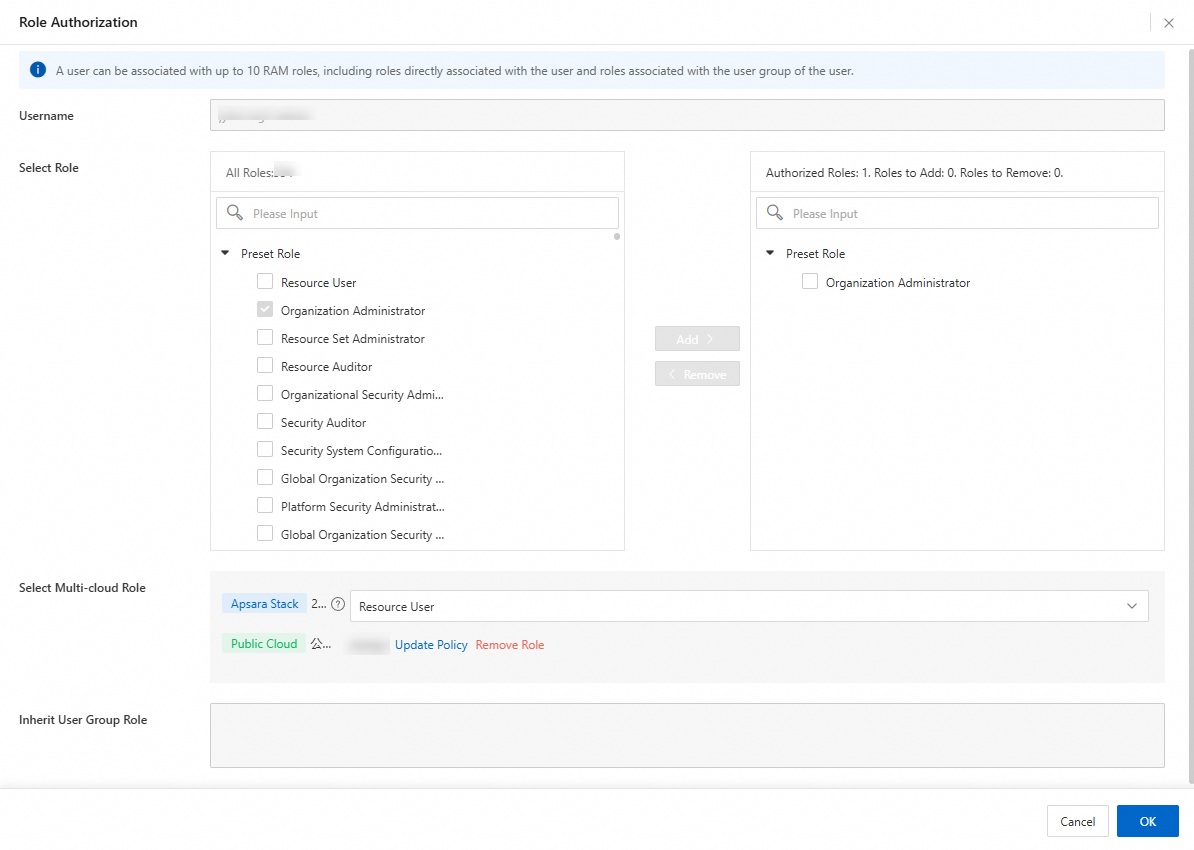 Role Authorization
A user can be associated with up to 10 RAM roles, including roles directly associated with the user and roles associated with the user group of the user.
Username
Select Role
All Roles:
Authorized Roles: 1. Roles to Add: 0. Roles to Remove: 0.
Please Input
Please Input
Preset Role
Preset Role
Resource User
Organization Administrator
Organization Administrator
Resource Set Administrator
Add
Resource Auditor
Remove
Organizational Security Admi...
Security Auditor
Security System Configuratio...
Global Organization Security ...
Platform Security Administrat...
Global Organization Security ...
Select Multi-cloud Role
Apsara Stack 2... Resource User
Public Cloud 公... Update Policy Remove Role
Inherit User Group Role
Cancel OK